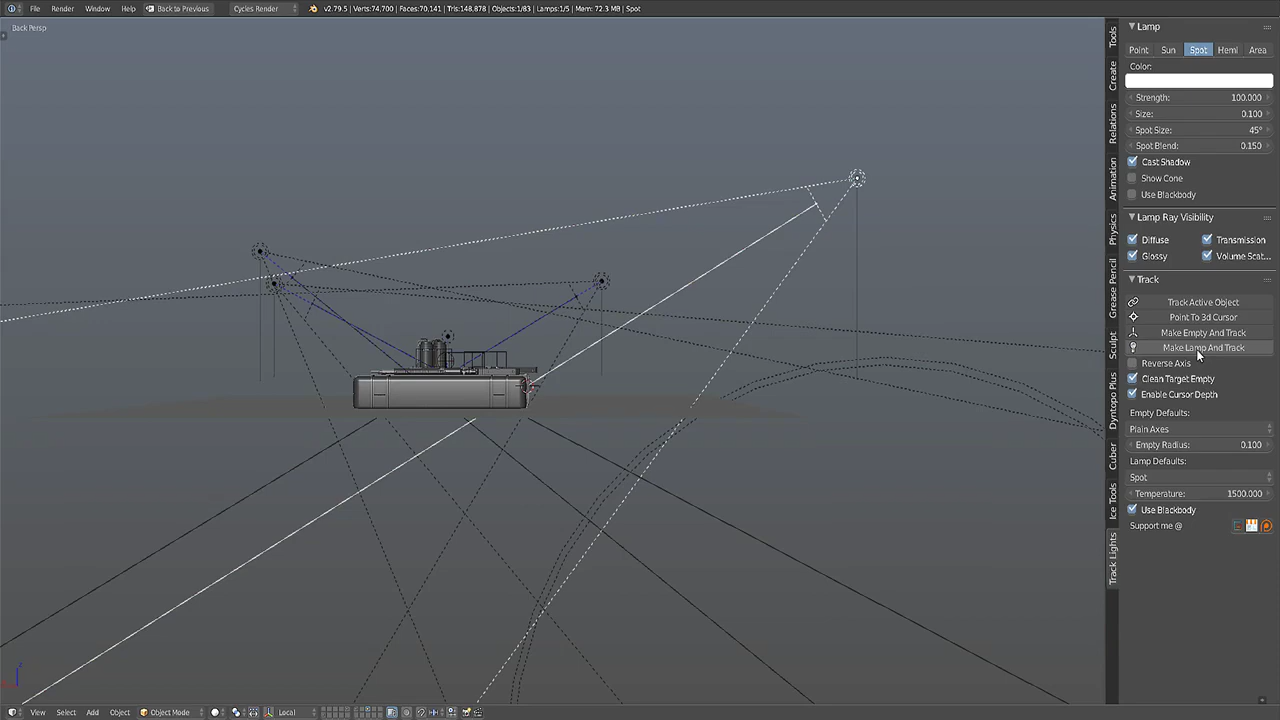 File Render Window Help Back to Previous Cycles Render v2.79.5 | Verts:74,700 | Faces:70,141 | Tris:148,878 | Objects:1/83 | Lamps:1/5 | Mem: 72.3 MB | Spot
Back Persp
Tools
Create
Relations
Animation
Physics
Grease Pencil
Sculpt
Dyntopo Plus
Cuber
Ice Tools
Track Lights
Lamp
Point Sun Spot Hemi Area
Color:
Strength: 100.000
Size: 0.100
Spot Size: 45°
Spot Blend: 0.150
Cast Shadow
Show Cone
Use Blackbody
Lamp Ray Visibility
Diffuse Transmission
Glossy Volume Scat...
Track
Track Active Object
Point To 3d Cursor
Make Empty And Track
Make Lamp And Track
Reverse Axis
Clean Target Empty
Enable Cursor Depth
Empty Defaults:
Plain Axes
Empty Radius: 0.100
Lamp Defaults:
Spot
Temperature: 1500.000
Use Blackbody
Support me @
View Select Add Object Object Mode Local